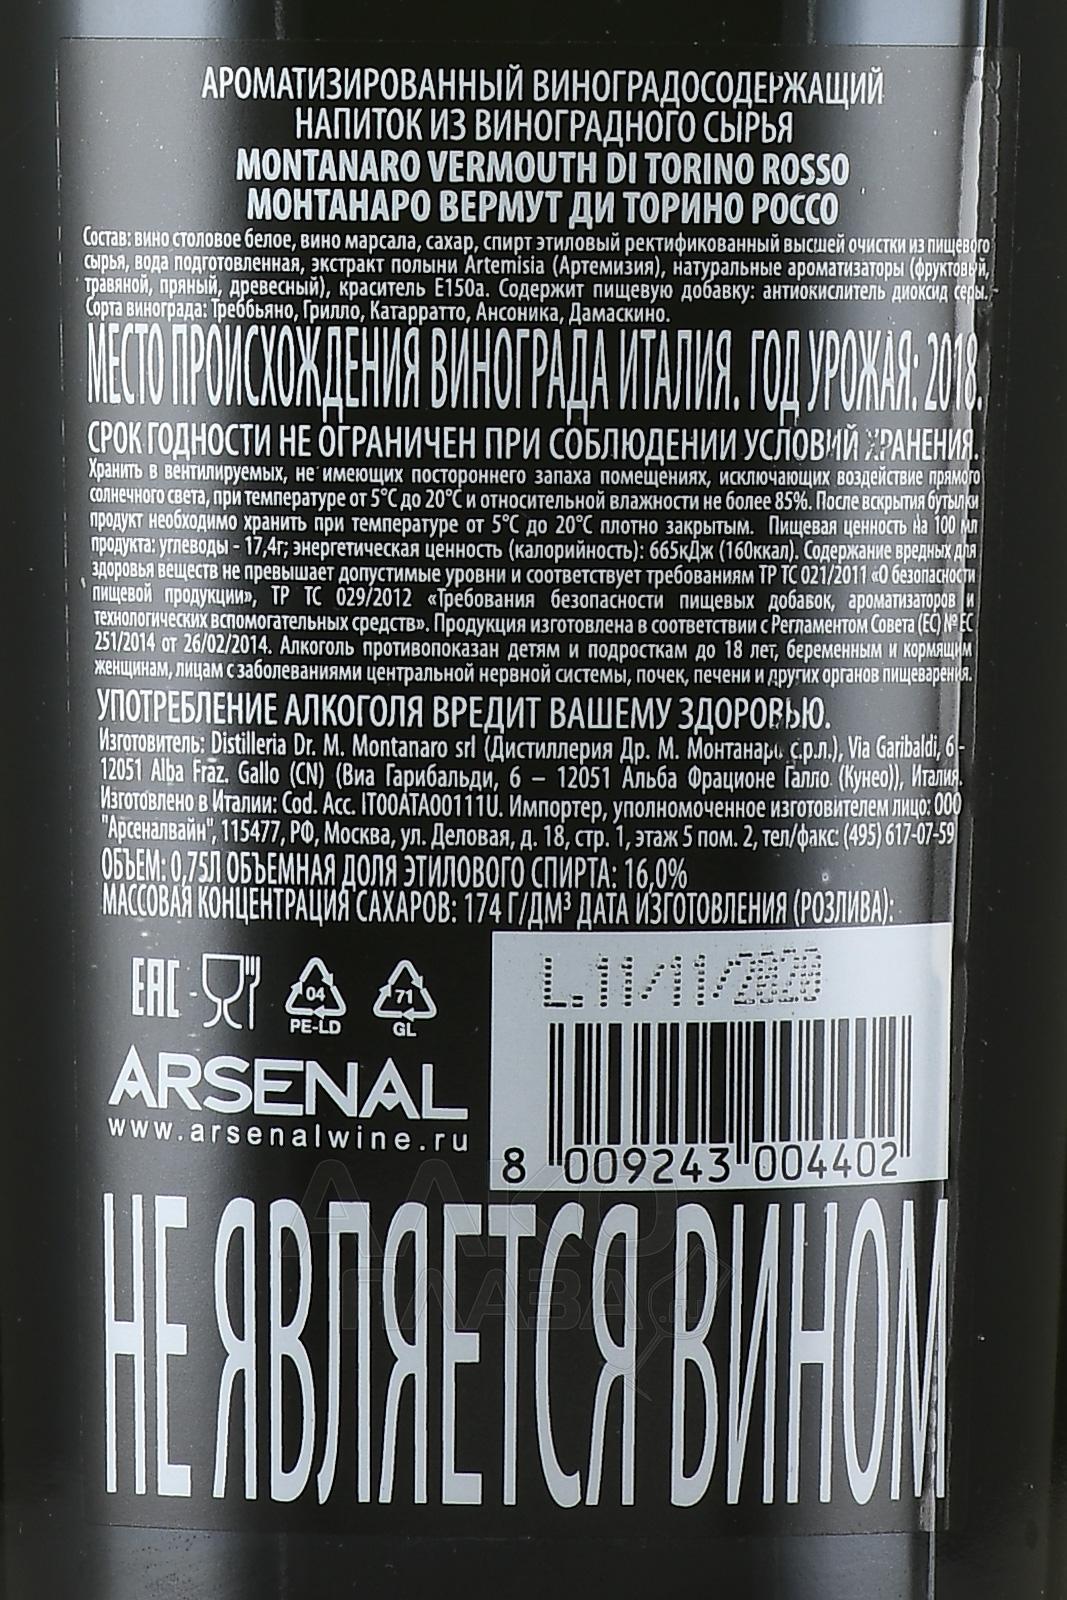 АРОМАТИЗИРОВАННЫЙ ВИНОГРАДОСОДЕРЖАЩИЙ
НАПИТОК ИЗ ВИНОГРАДНОГО СЫРЬЯ
MONTANARO VERMOUTH DI TORINO ROSSO
МОНТАНАРО ВЕРМУТ ДИ ТОРИНО РОССО
Состав: вино столовое белое, вино марсала, сахар, спирт этиловый ректификованный высшей очистки из пищевого
сырья, вода подготовленная, экстракт полыни Artemisia (Артемизия), натуральные ароматизаторы (фруктовый,
травяной, пряный, древесный), краситель Е150а. Содержит пищевую добавку: антиокислитель диоксид серы.
Сорта винограда: Треббьяно, Грилло, Катарратто, Ансоника, Дамаскино.
МЕСТО ПРОИСХОЖДЕНИЯ ВИНОГРАДА ИТАЛИЯ. ГОД УРОЖАЯ: 2018.
СРОК ГОДНОСТИ НЕ ОГРАНИЧЕН ПРИ СОБЛЮДЕНИИ УСЛОВИЙ ХРАНЕНИЯ.
Хранить в вентилируемых, не имеющих постороннего запаха помещениях, исключающих воздействие прямого
солнечного света, при температуре от 5°С до 20°С и относительной влажности не более 85%. После вскрытия бутылки
продукт необходимо хранить при температуре от 5°С до 20°С плотно закрытым. Пищевая ценность на 100 мл
продукта: углеводы - 17,4г; энергетическая ценность (калорийность): 665кДж (160ккал). Содержание вредных для
здоровья веществ не превышает допустимые уровни и соответствует требованиям ТР ТС 021/2011 «О безопасности
пищевой продукции», ТР ТС 029/2012 «Требования безопасности пищевых добавок, ароматизаторов и
технологических вспомогательных средств». Продукция изготовлена в соответствии с Регламентом Совета (ЕС) № ЕС
251/2014 от 26/02/2014. Алкоголь противопоказан детям и подросткам до 18 лет, беременным и кормящим
женщинам, лицам с заболеваниями центральной нервной системы, почек, печени и других органов пищеварения.
УПОТРЕБЛЕНИЕ АЛКОГОЛЯ ВРЕДИТ ВАШЕМУ ЗДОРОВЬЮ.
Изготовитель: Distilleria Dr. M. Montanaro srl (Дистиллерия Др. М. Монтанаро с.р.л.), Via Garibaldi, 6 -
12051 Alba Fraz. Gallo (CN) (Виа Гарибальди, 6 – 12051 Альба Фрационе Галло (Кунео)), Италия.
Изготовлено в Италии: Cod. Acc. IT00ATA00111U. Импортер, уполномоченное изготовителем лицо: ООО
"Арсеналвайн", 115477, РФ, Москва, ул. Деловая, д. 18, стр. 1, этаж 5 пом. 2, тел/факс: (495) 617-07-59
ОБЪЕМ: 0,75Л ОБЪЕМНАЯ ДОЛЯ ЭТИЛОВОГО СПИРТА: 16,0%
МАССОВАЯ КОНЦЕНТРАЦИЯ САХАРОВ: 174 Г/ДМ³ ДАТА ИЗГОТОВЛЕНИЯ (РОЗЛИВА):
L.11/11/2020
EAC
04
PE-LD
71
GL
ARSENAL
www.arsenalwine.ru
8 009243 004402
НЕ ЯВЛЯЕТСЯ ВИНОМ
АЛКО
ПЛАЗА
.ru